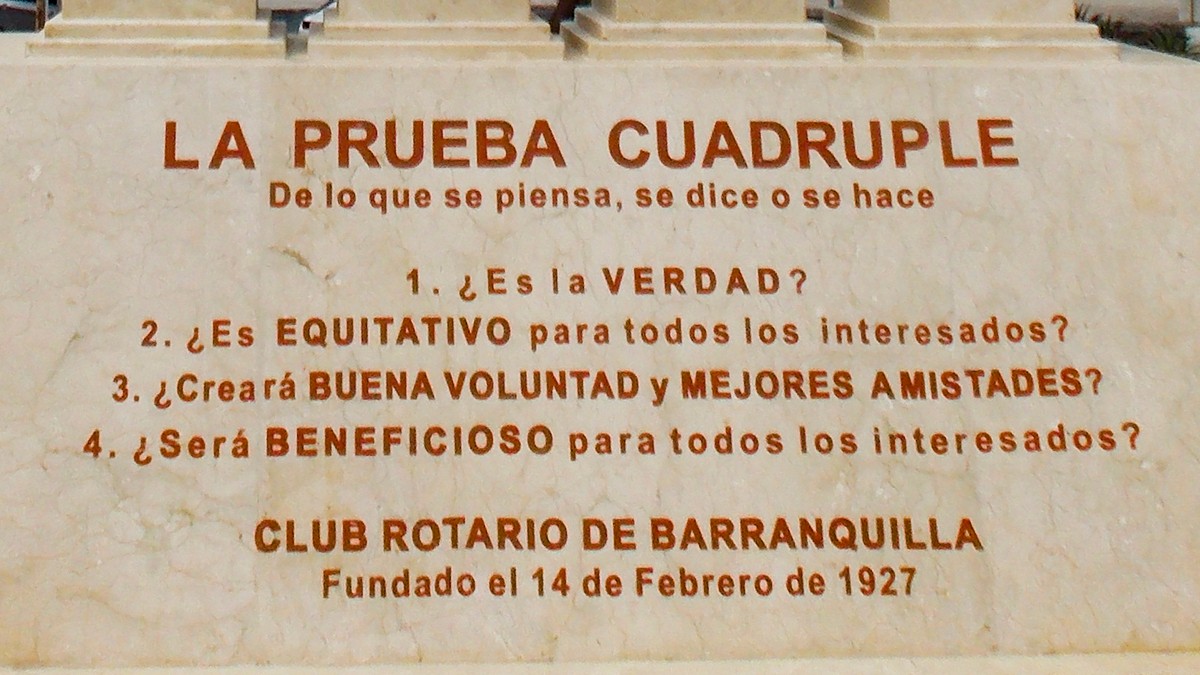 LA PRUEBA CUADRUPLE
De lo que se piensa, se dice o se hace
1. ¿Es la VERDAD?
2. ¿Es EQUITATIVO para todos los interesados?
3. ¿Creará BUENA VOLUNTAD y MEJORES AMISTADES?
4. ¿Será BENEFICIOSO para todos los interesados?
CLUB ROTARIO DE BARRANQUILLA
Fundado el 14 de Febrero de 1927